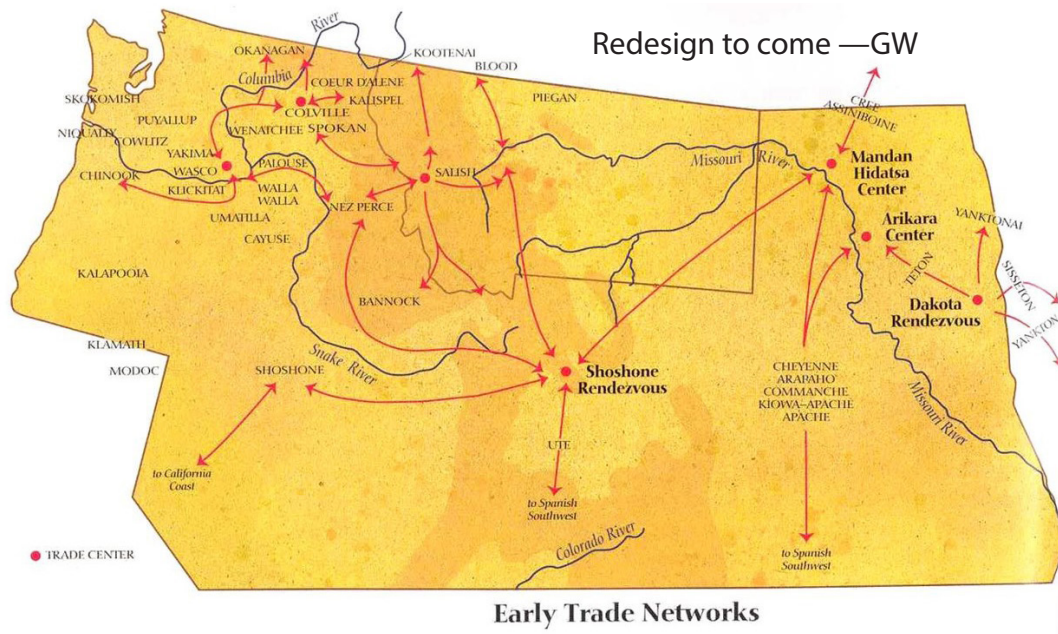 Redesign to come —GW
River
OKANAGAN
KOOTENAI
BLOOD
Columbia
COEUR D'ALENE
KALISPEL
PIEGAN
CREE
ASSINIBOINE
SKOKOMISH
PUYALLUP
COLVILLE
NIQUALLY
COWLITZ
WENATCHEE
SPOKAN
YAKIMA
PALOUSE
Missouri
River
Mandan
Hidatsa
Center
WASCO
CHINOOK
KLICKITAT
SALISH
WALLA
WALLA
NEZ PERCE
UMATILLA
CAYUSE
Arikara
Center
YANKTONAI
KALAPOOIA
TETON
SISSETON
BANNOCK
Dakota
Rendezvous
YANKTON
KLAMATH
MODOC
SHOSHONE
Snake River
Shoshone
Rendezvous
CHEYENNE
ARAPAHO
COMMANCHE
KIOWA–APACHE
APACHE
Missouri River
UTE
to California
Coast
to Spanish
Southwest
Colorado River
to Spanish
Southwest
TRADE CENTER
Early Trade Networks